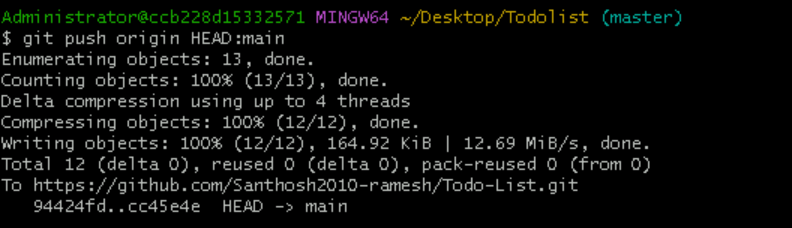 Administrator@ccb228d15332571 MINGW64 ~/Desktop/Todolist (master)
$ git push origin HEAD:main
Enumerating objects: 13, done.
Counting objects: 100% (13/13), done.
Delta compression using up to 4 threads
Compressing objects: 100% (12/12), done.
Writing objects: 100% (12/12), 164.92 KiB | 12.69 MiB/s, done.
Total 12 (delta 0), reused 0 (delta 0), pack-reused 0 (from 0)
To https://github.com/Santhosh2010-ramesh/Todo-List.git
   94424fd..cc45e4e  HEAD -> main